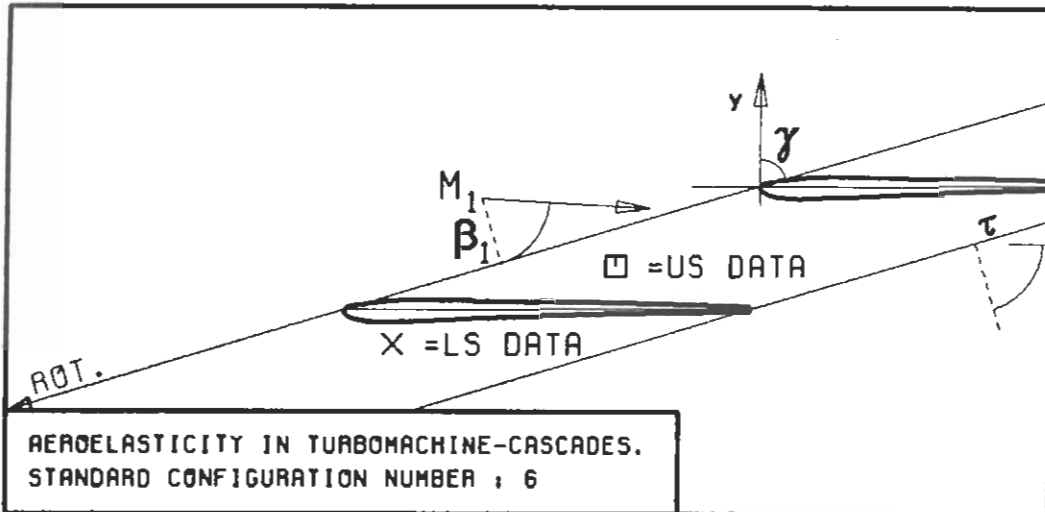 y
γ
M₁
β₁
τ
□ =US DATA
X =LS DATA
ROT.
AEROELASTICITY IN TURBOMACHINE-CASCADES.
STANDARD CONFIGURATION NUMBER : 6